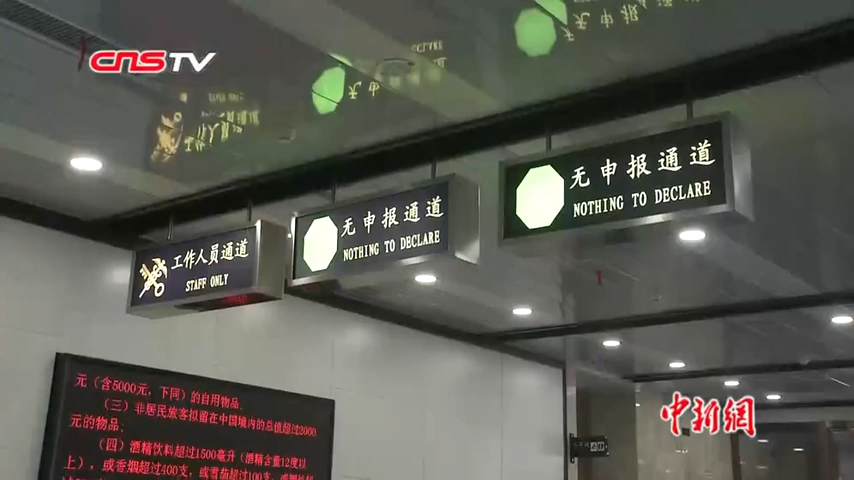 CNSTV
无申报通道
NOTHING TO DECLARE
无申报通道
NOTHING TO DECLARE
工作人员通道
STAFF ONLY
元（含5000元，下同）的自用物品；
（三）非居民旅客拟留在中国境内的总值超过2000
元的物品；
（四）酒精饮料超过1500毫升（酒精含量12度以
上），或香烟超过400支，或雪茄超过100支，或烟丝
中新網